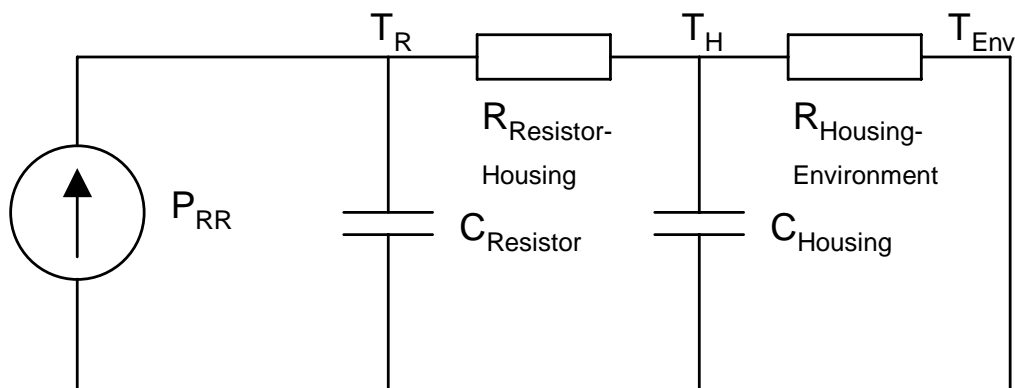 T_R
T_H
T_Env
R_Resistor-
Housing
R_Housing-
Environment
P_RR
C_Resistor
C_Housing